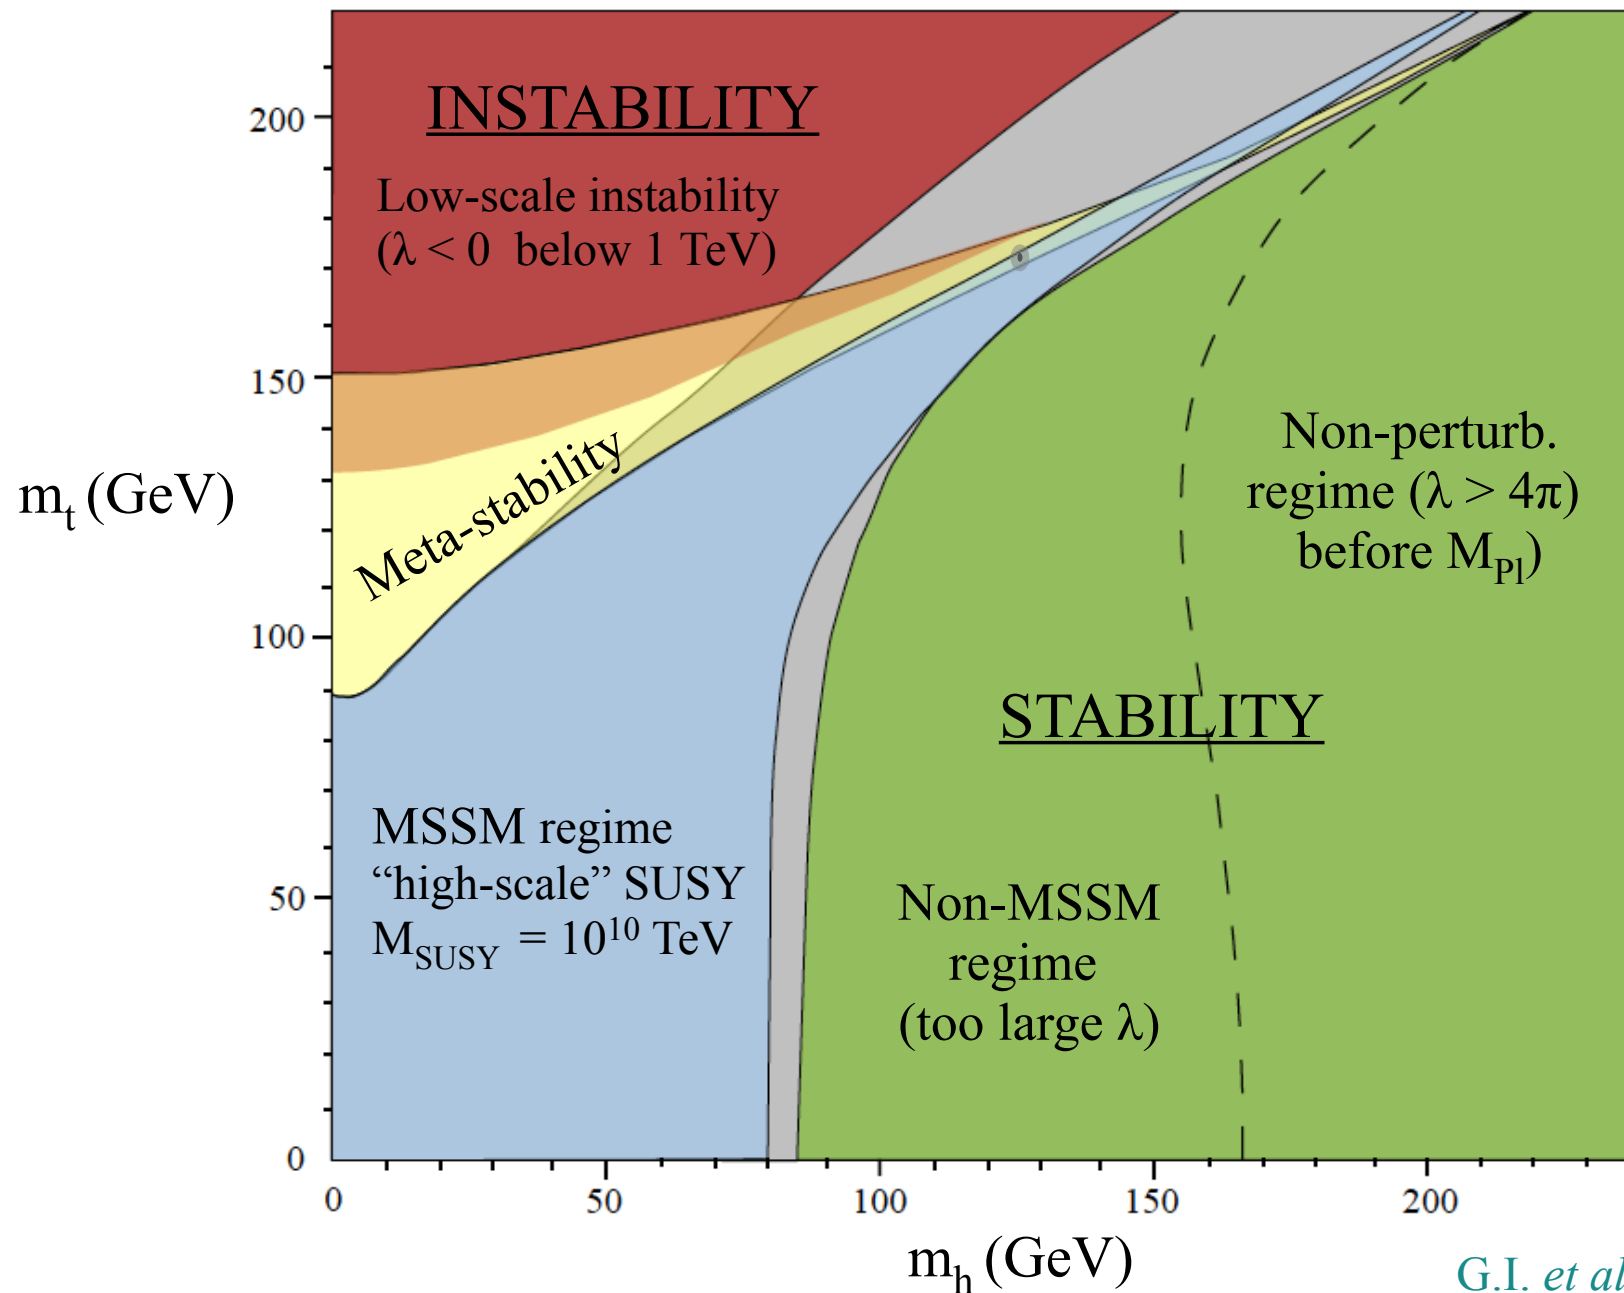 INSTABILITY
Low-scale instability
(λ < 0 below 1 TeV)
200
150
100
50
0
m_t (GeV)
Meta-stability
Non-perturb.
regime (λ > 4π)
before M_Pl)
STABILITY
MSSM regime
“high-scale” SUSY
M_SUSY = 10¹⁰ TeV
Non-MSSM
regime
(too large λ)
0 50 100 150 200
m_h (GeV)
G.I. et al